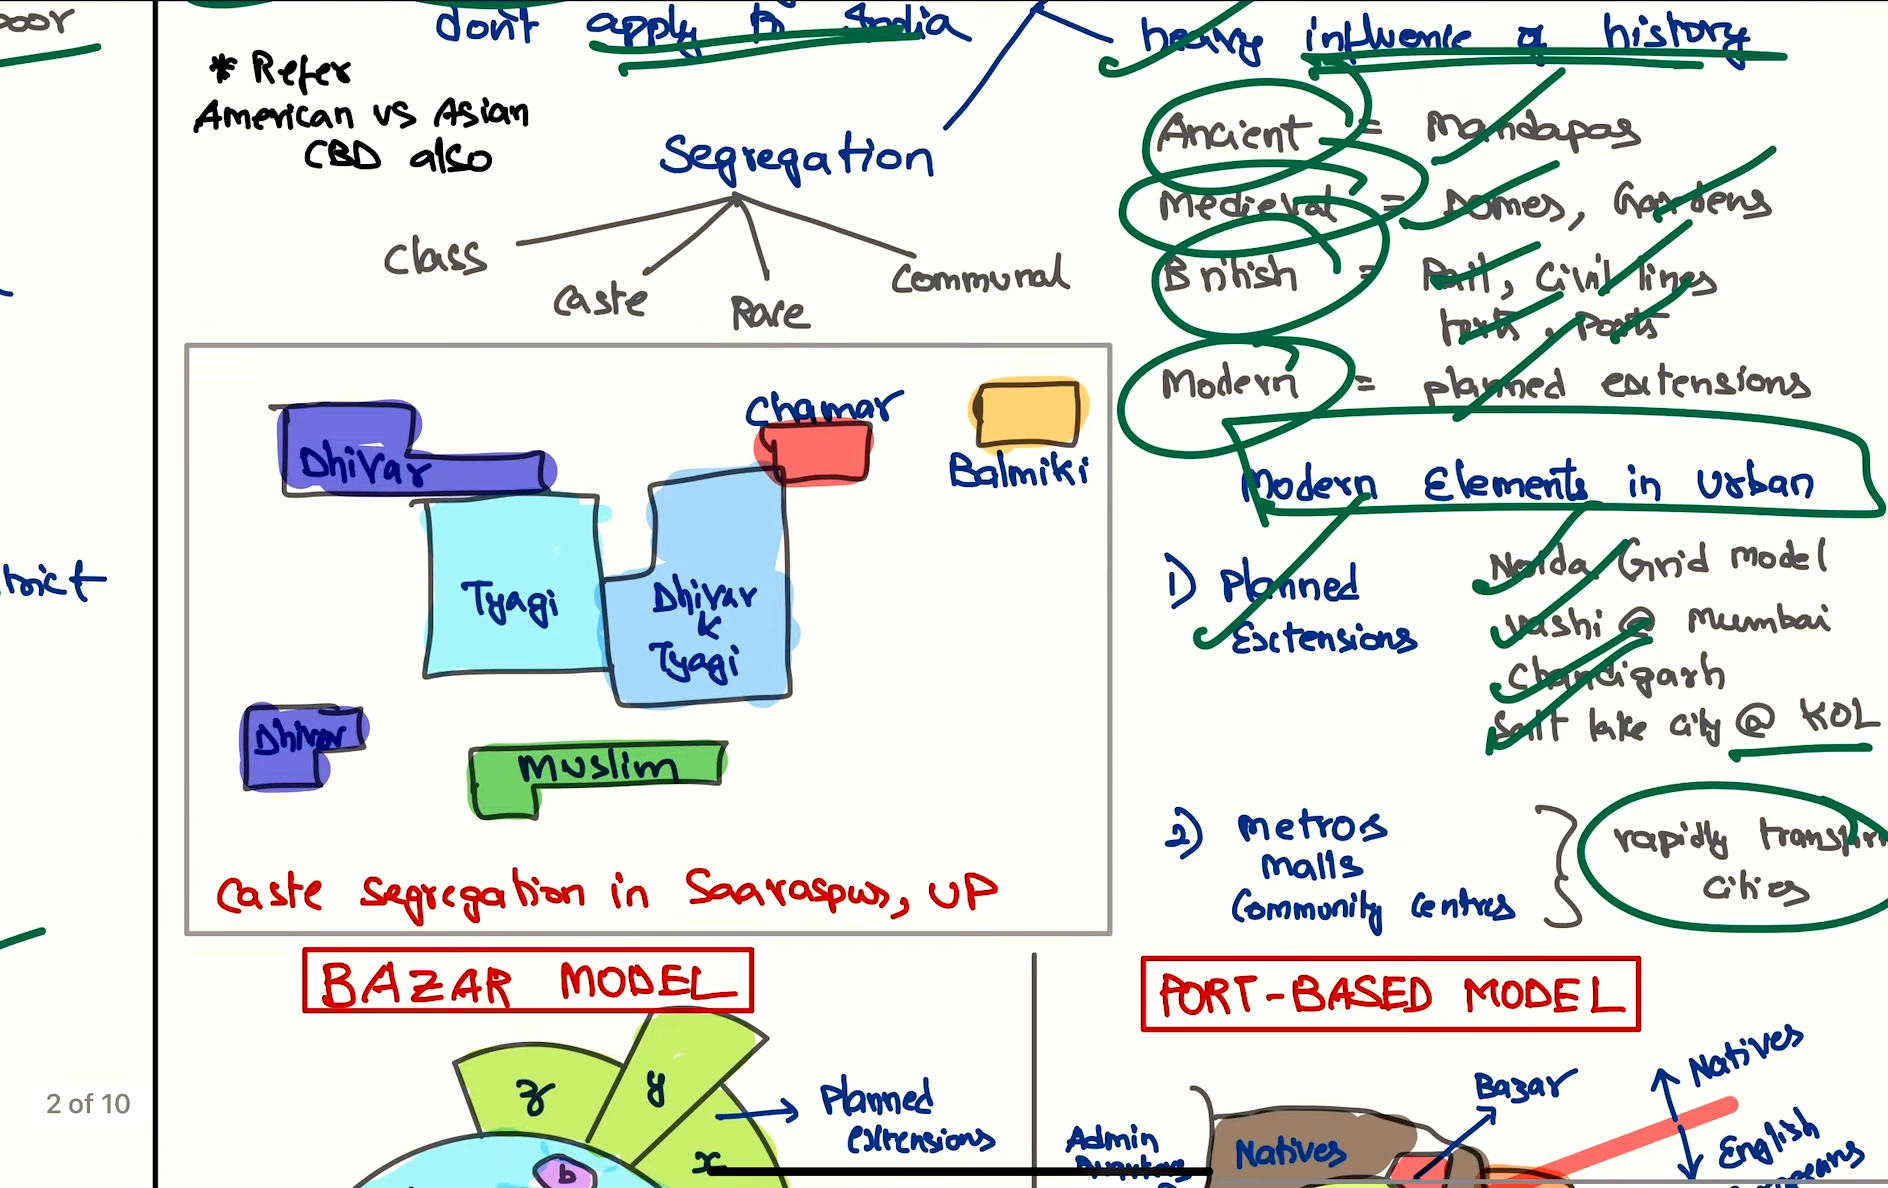 poor
don't apply to India
* Refer
American vs Asian
CBD also
Segregation
Class
Caste
Race
Communal
Dhivar
Chamar
Balmiki
Tyagi
Dhivar
&
Tyagi
Dhivar
Muslim
Caste segregation in Saaraspur, UP
trict
heavy influence of history
Ancient = Mandapas
Medieval = Domes, Gardens
British = Rail, Civil lines
forts, Ports
Modern = planned extensions
Modern Elements in Urban
1) Planned
Extensions
Noida Grid model
Vashi @ Mumbai
Chandigarh
Salt lake city @ KOL
2) metros
malls
Community Centres
rapidly
cities
BAZAR MODEL
z
y
x
b
Planned
extensions
2 of 10
PORT-BASED MODEL
Bazar
Natives
Admin
Natives
English